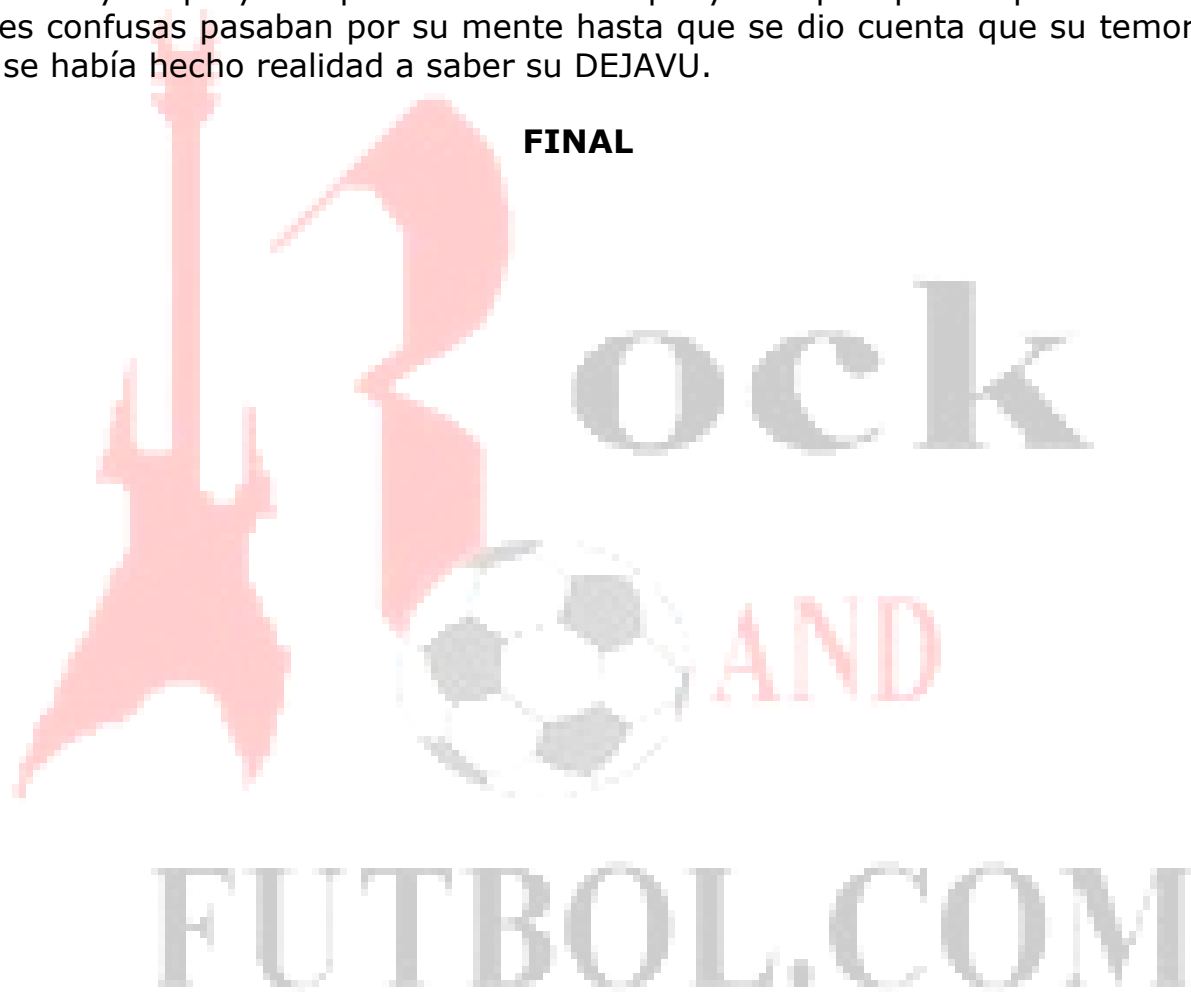 es confusas pasaban por su mente hasta que se dio cuenta que su temor
se había hecho realidad a saber su DEJAVU.
FINAL
Rock
AND
FUTBOL.COM